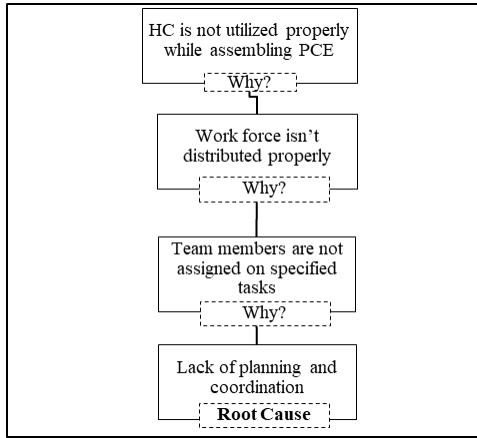 HC is not utilized properly
while assembling PCE
Why?
Work force isn’t
distributed properly
Why?
Team members are not
assigned on specified
tasks
Why?
Lack of planning and
coordination
Root Cause